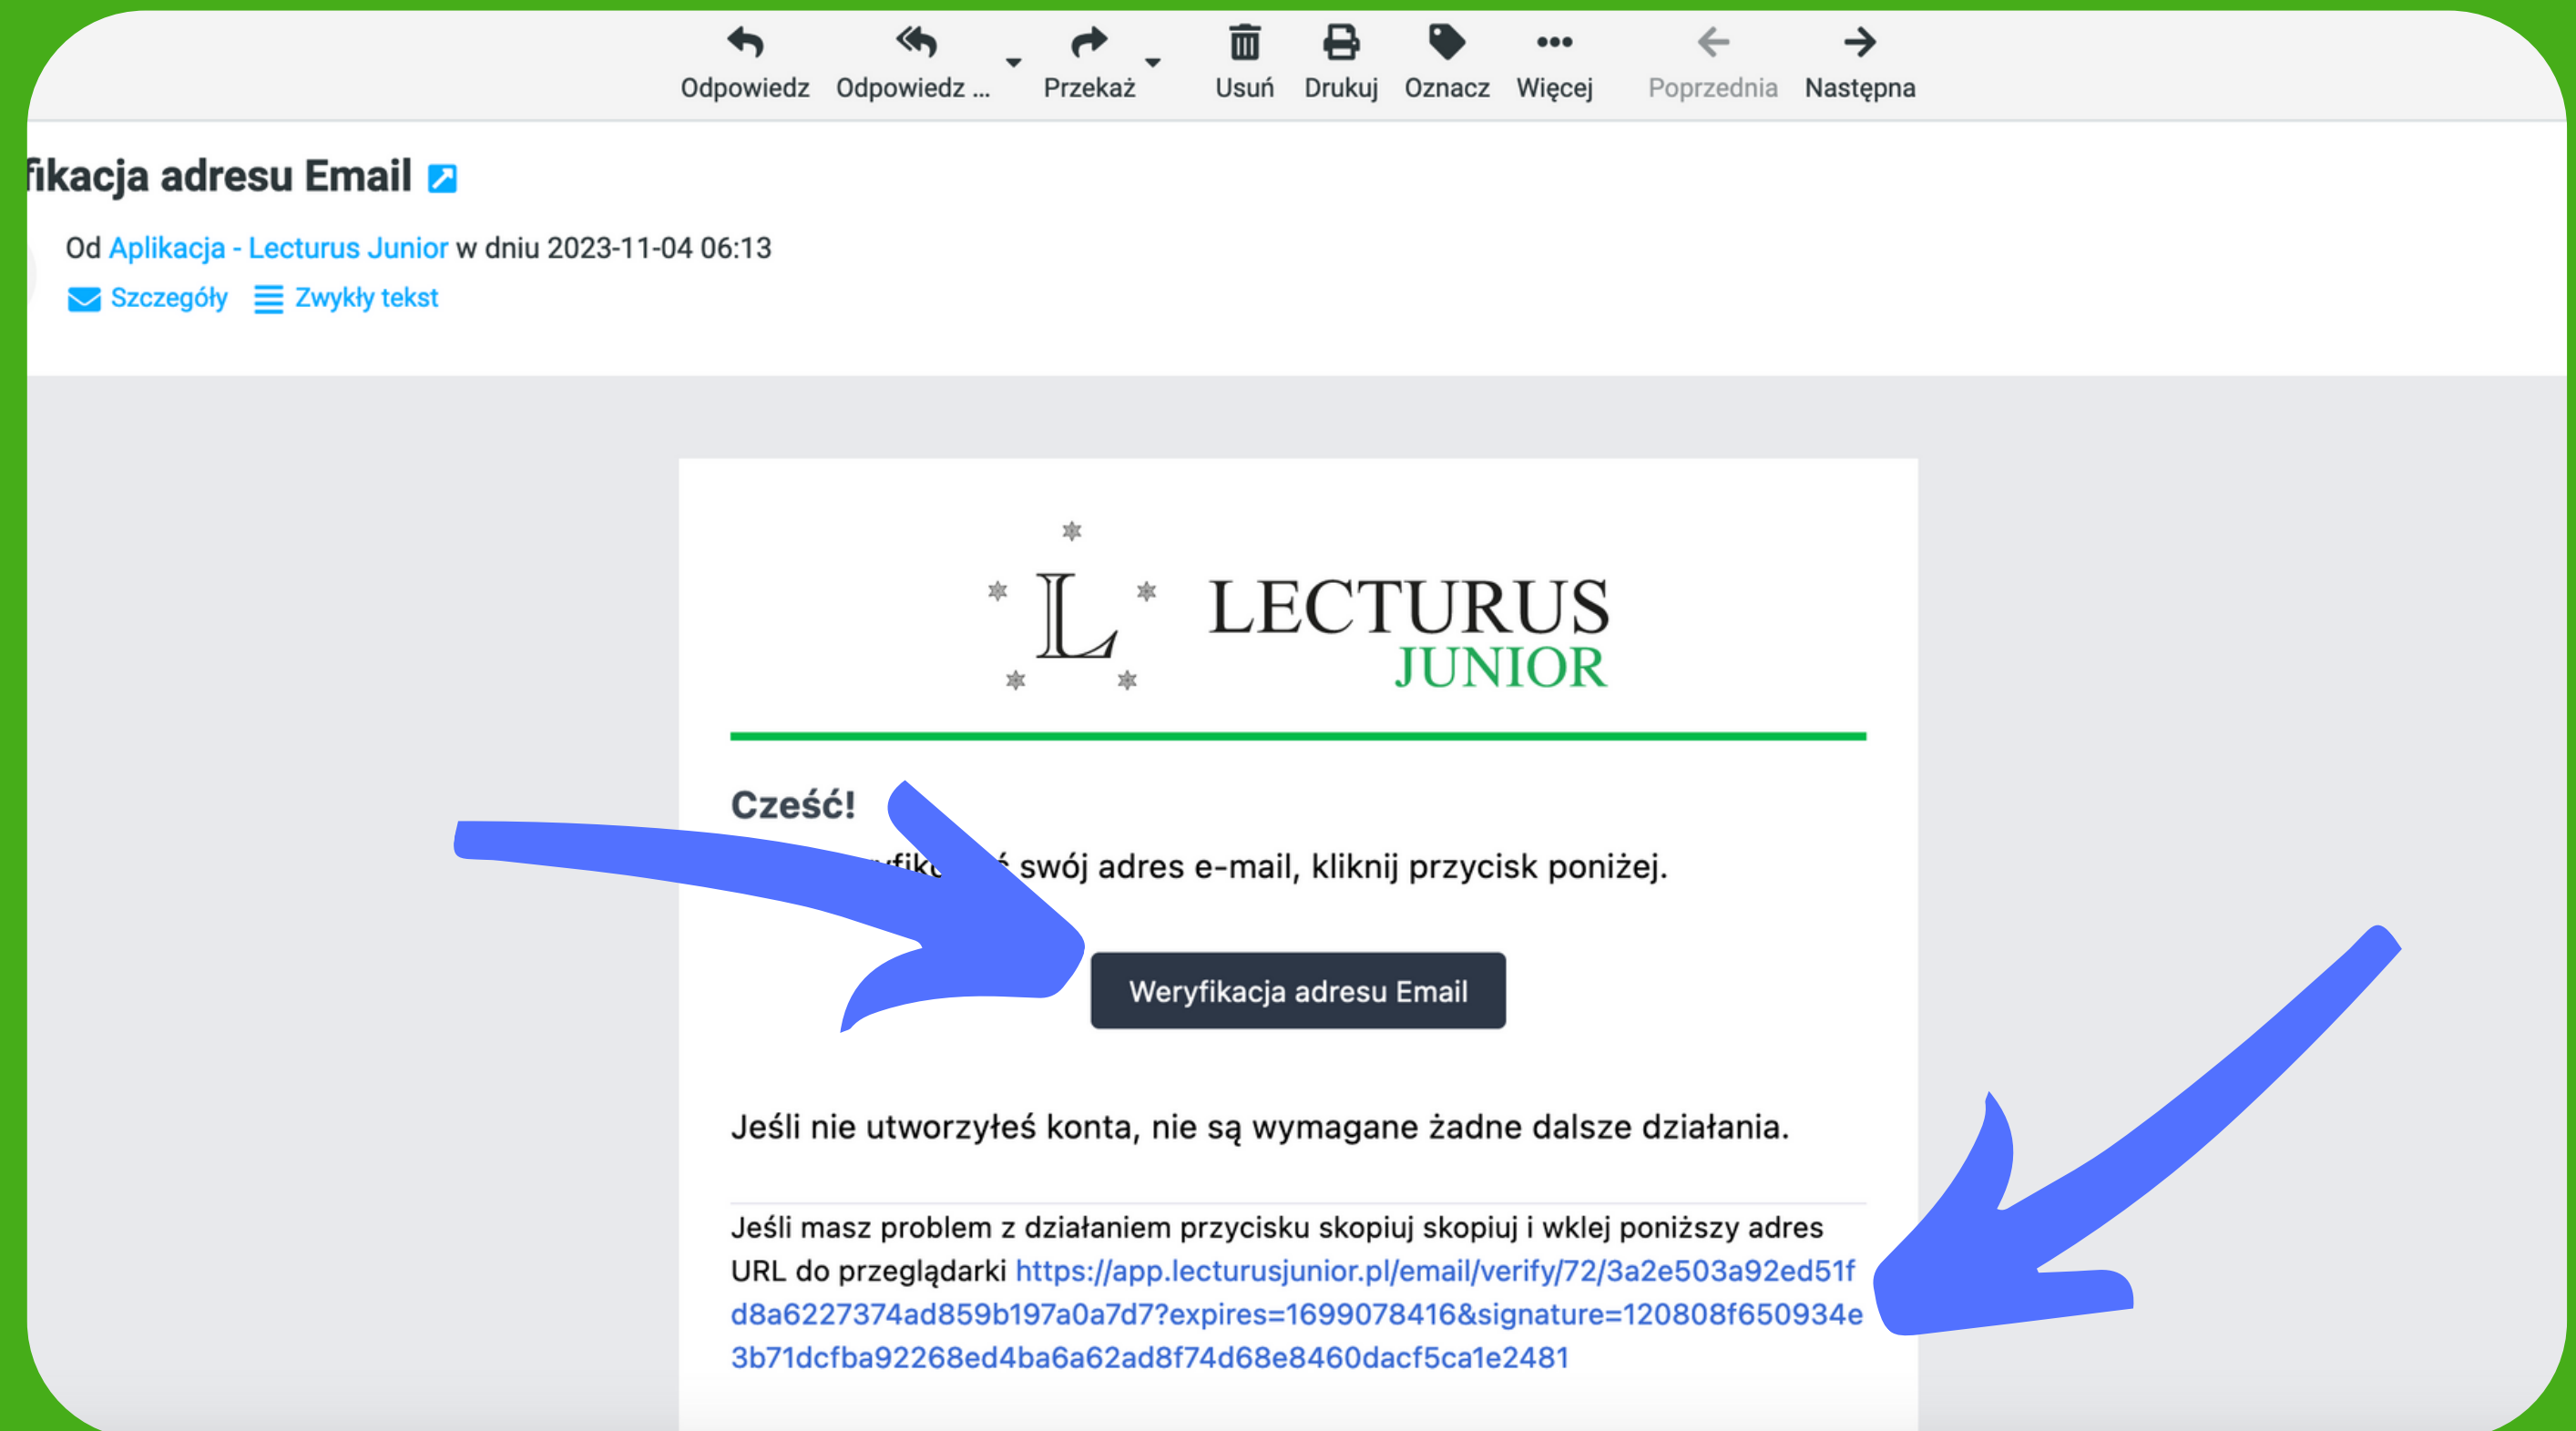 Odpowiedz Odpowiedz ... Przekaż Usuń Drukuj Oznacz Więcej Poprzednia Następna
fikacja adresu Email
Od Aplikacja - Lecturus Junior w dniu 2023-11-04 06:13
Szczegóły Zwykły tekst
L LECTURUS
JUNIOR
Cześć!
swój adres e-mail, kliknij przycisk poniżej.
Weryfikacja adresu Email
Jeśli nie utworzyłeś konta, nie są wymagane żadne dalsze działania.
Jeśli masz problem z działaniem przycisku skopiuj skopiuj i wklej poniższy adres
URL do przeglądarki https://app.lecturusjunior.pl/email/verify/72/3a2e503a92ed51f
d8a6227374ad859b197a0a7d7?expires=1699078416&signature=120808f650934e
3b71dcfba92268ed4ba6a62ad8f74d68e8460dacf5ca1e2481